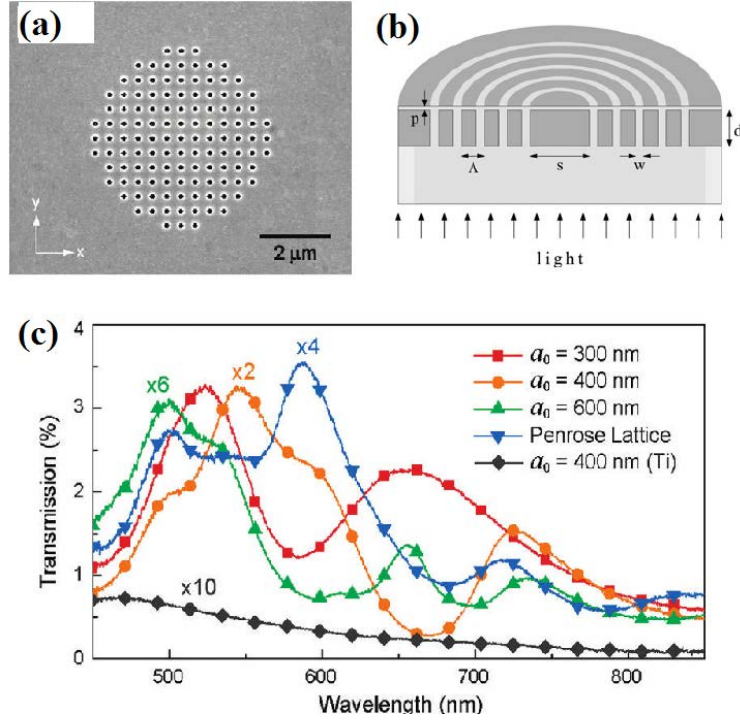 (a)
y
x
2 μm
(b)
p
d
Λ
s
w
light
(c)
4
3
2
1
0
Transmission (%)
x6
x2
x4
x10
a₀ = 300 nm
a₀ = 400 nm
a₀ = 600 nm
Penrose Lattice
a₀ = 400 nm (Ti)
500
600
700
800
Wavelength (nm)